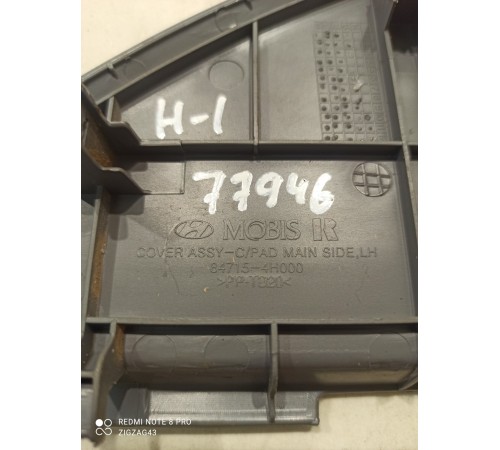 H-1
77946
MOBIS R
COVER ASSY-C/PAD MAIN SIDE,LH
84715-4H000
>PP-TD20<
REDMI NOTE 8 PRO
ZIGZAG43